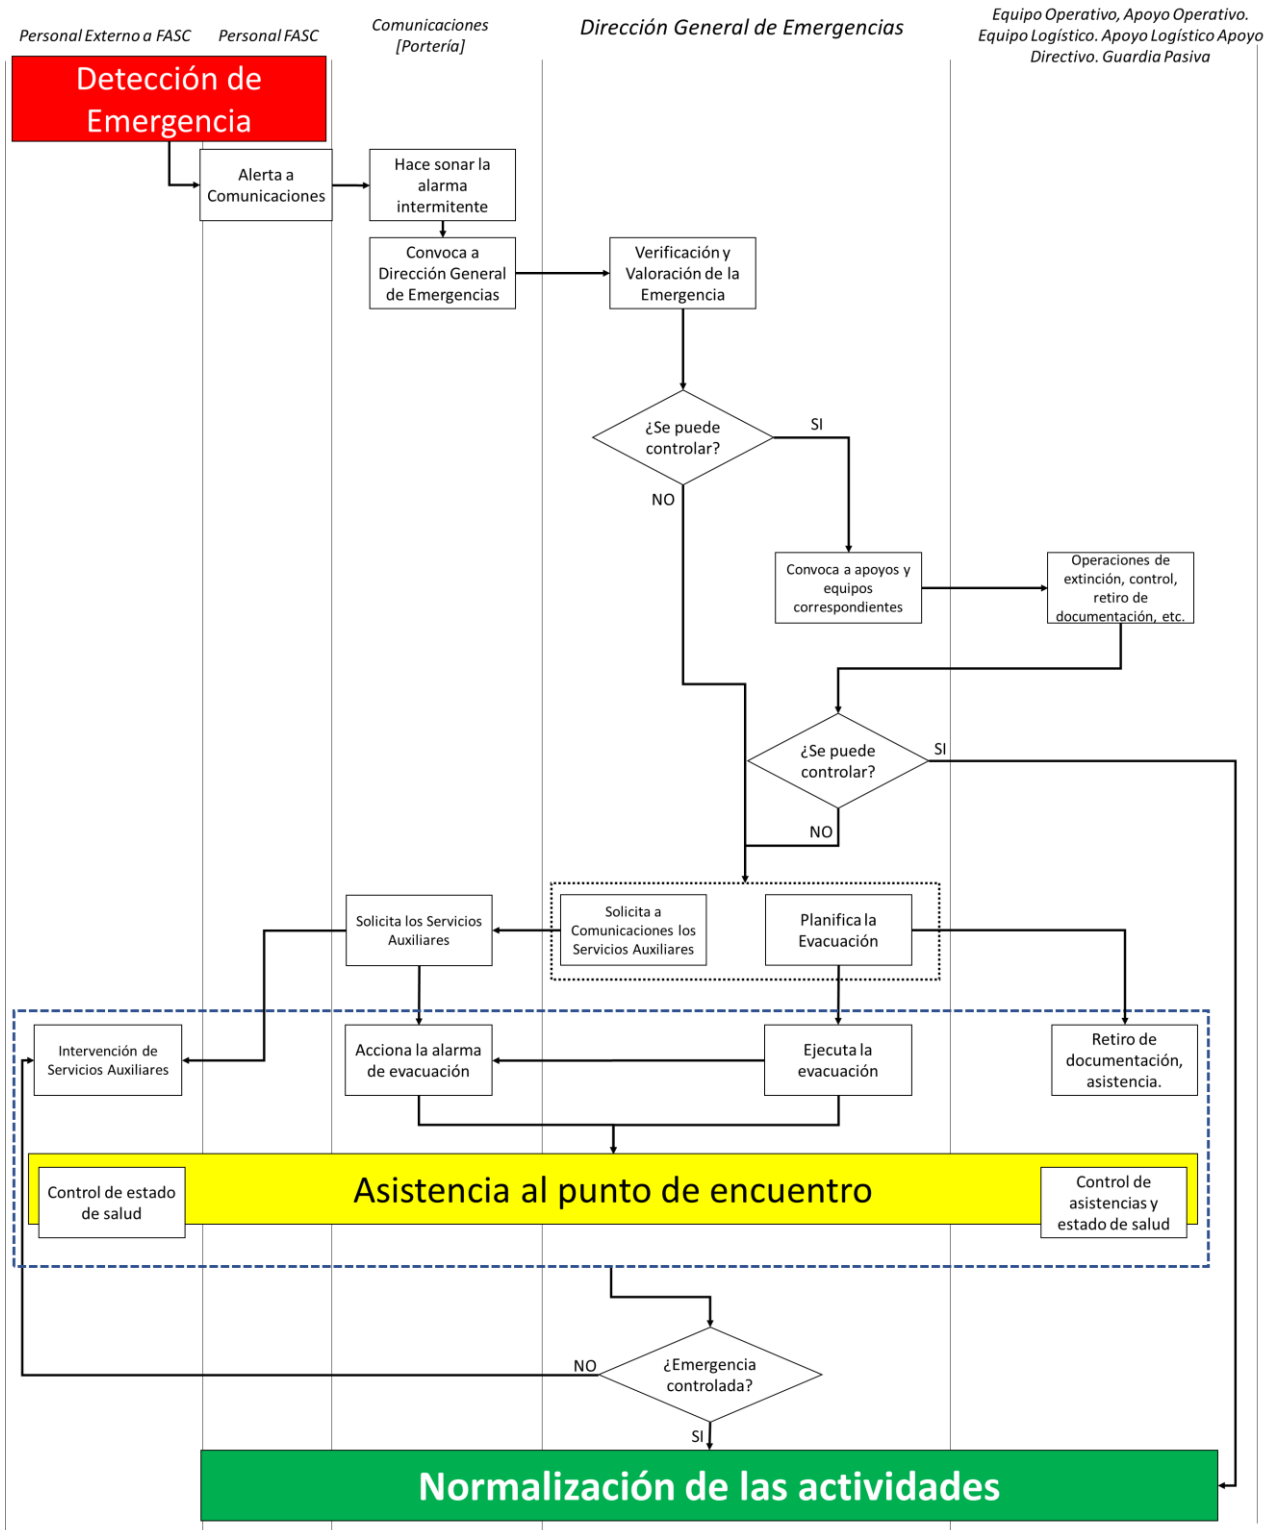 Personal Externo a FASC
Personal FASC
Comunicaciones
[Portería]
Dirección General de Emergencias
Equipo Operativo, Apoyo Operativo.
Equipo Logístico. Apoyo Logístico Apoyo
Directivo. Guardia Pasiva
Detección de
Emergencia
Alerta a
Comunicaciones
Hace sonar la
alarma
intermitente
Convoca a
Dirección General
de Emergencias
Verificación y
Valoración de la
Emergencia
¿Se puede
controlar?
SI
NO
Convoca a apoyos y
equipos
correspondientes
Operaciones de
extinción, control,
retiro de
documentación, etc.
¿Se puede
controlar?
SI
NO
Solicita los Servicios
Auxiliares
Solicita a
Comunicaciones los
Servicios Auxiliares
Planifica la
Evacuación
Intervención de
Servicios Auxiliares
Acciona la alarma
de evacuación
Ejecuta la
evacuación
Retiro de
documentación,
asistencia.
Control de estado
de salud
Asistencia al punto de encuentro
Control de
asistencias y
estado de salud
¿Emergencia
controlada?
NO
SI
Normalización de las actividades